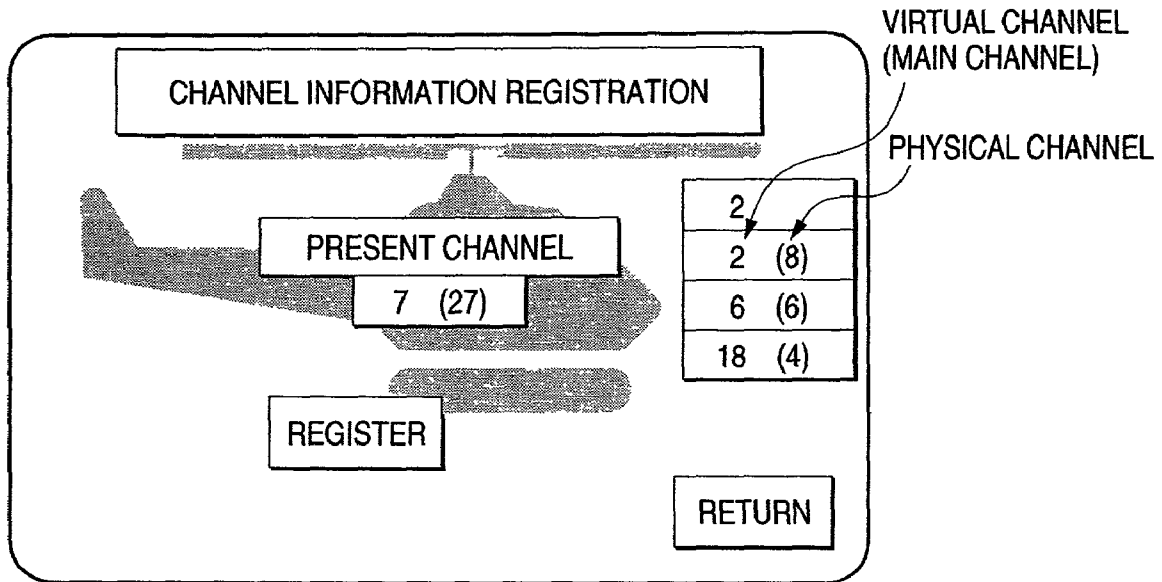 VIRTUAL CHANNEL
(MAIN CHANNEL)
CHANNEL INFORMATION REGISTRATION
PHYSICAL CHANNEL
2
PRESENT CHANNEL
2 (8)
7 (27)
6 (6)
18 (4)
REGISTER
RETURN